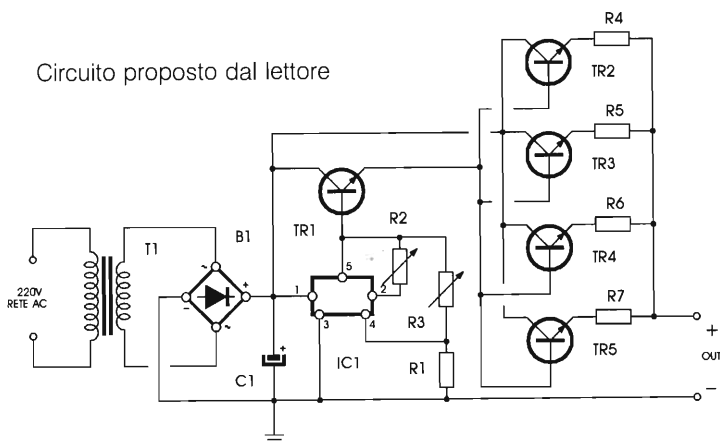 Circuito proposto dal lettore
R4
TR2
R5
TR3
R6
TR4
R7
TR5
+
OUT
−
TR1
R2
R3
R1
5
1
2
3
4
IC1
T1
B1
~
−
+
~
220V
RETE AC
+
C1